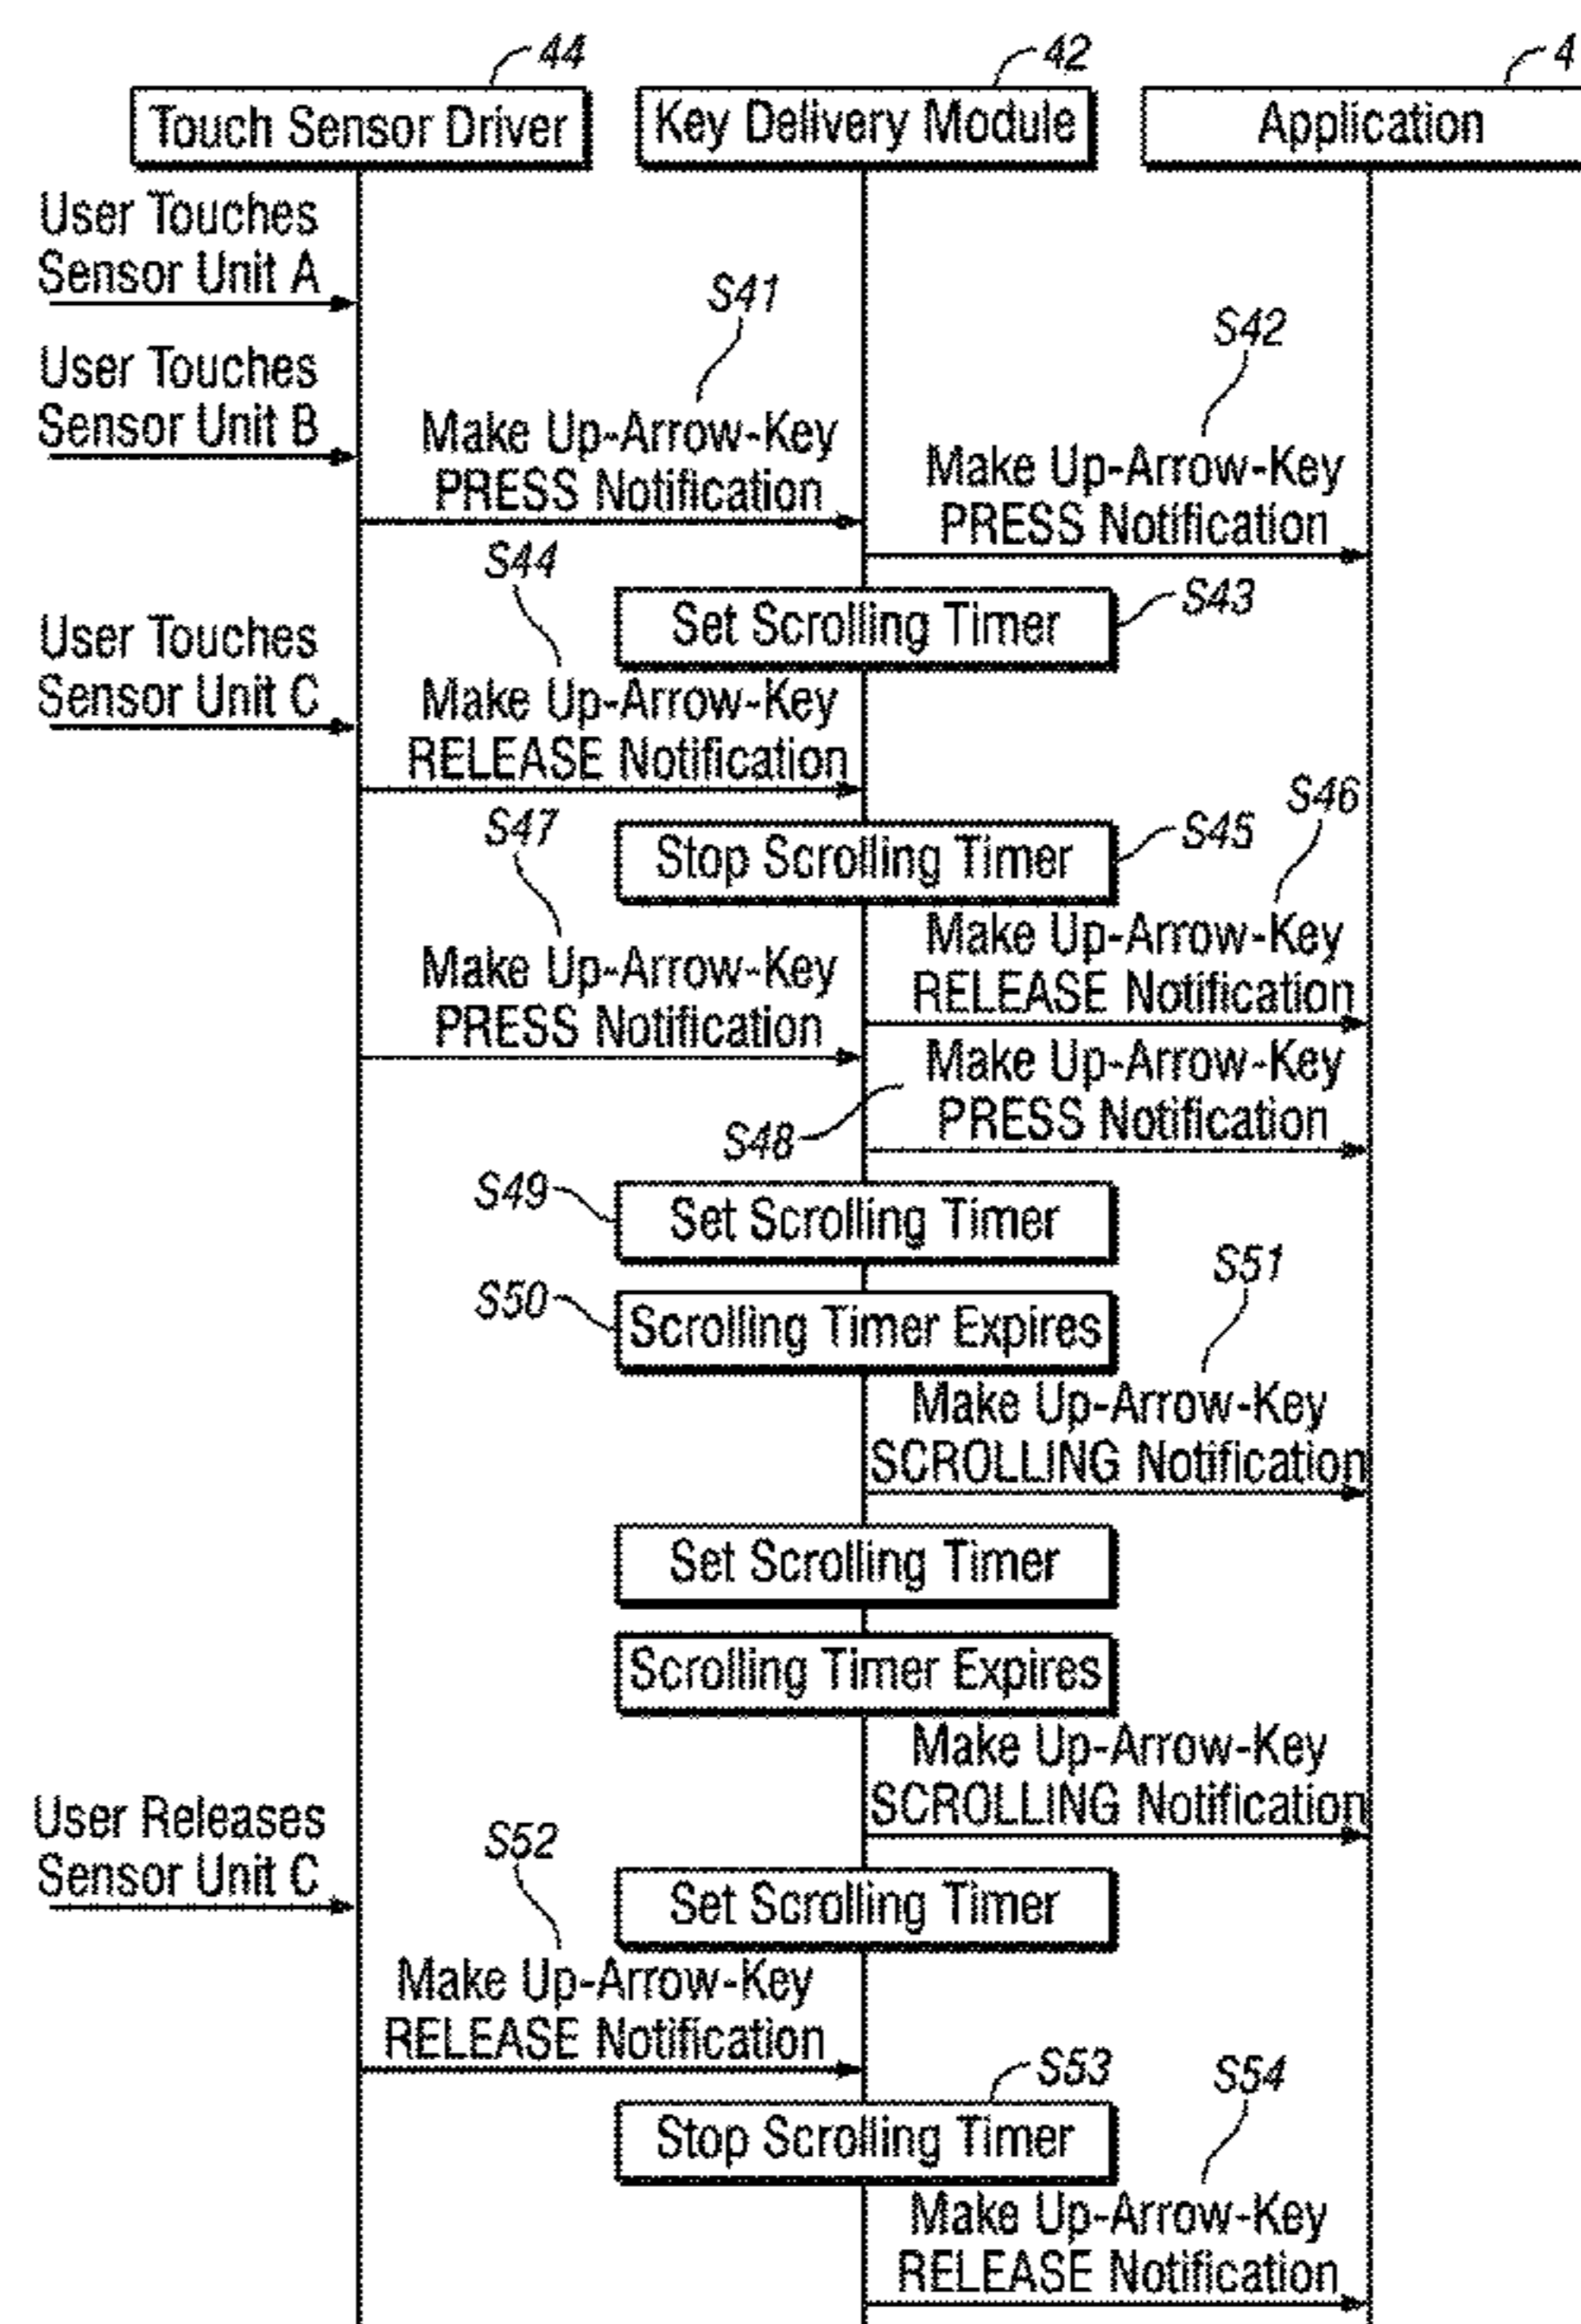 44
42
4
Touch Sensor Driver
Key Delivery Module
Application
User Touches
Sensor Unit A
S41
S42
User Touches
Sensor Unit B
Make Up-Arrow-Key
PRESS Notification
Make Up-Arrow-Key
PRESS Notification
S44
Set Scrolling Timer
S43
User Touches
Sensor Unit C
Make Up-Arrow-Key
RELEASE Notification
S46
S47
Stop Scrolling Timer
S45
Make Up-Arrow-Key
RELEASE Notification
Make Up-Arrow-Key
PRESS Notification
Make Up-Arrow-Key
PRESS Notification
S48
S49
Set Scrolling Timer
S51
S50
Scrolling Timer Expires
Make Up-Arrow-Key
SCROLLING Notification
Set Scrolling Timer
Scrolling Timer Expires
Make Up-Arrow-Key
SCROLLING Notification
User Releases
Sensor Unit C
S52
Set Scrolling Timer
Make Up-Arrow-Key
RELEASE Notification
S53
S54
Stop Scrolling Timer
Make Up-Arrow-Key
RELEASE Notification